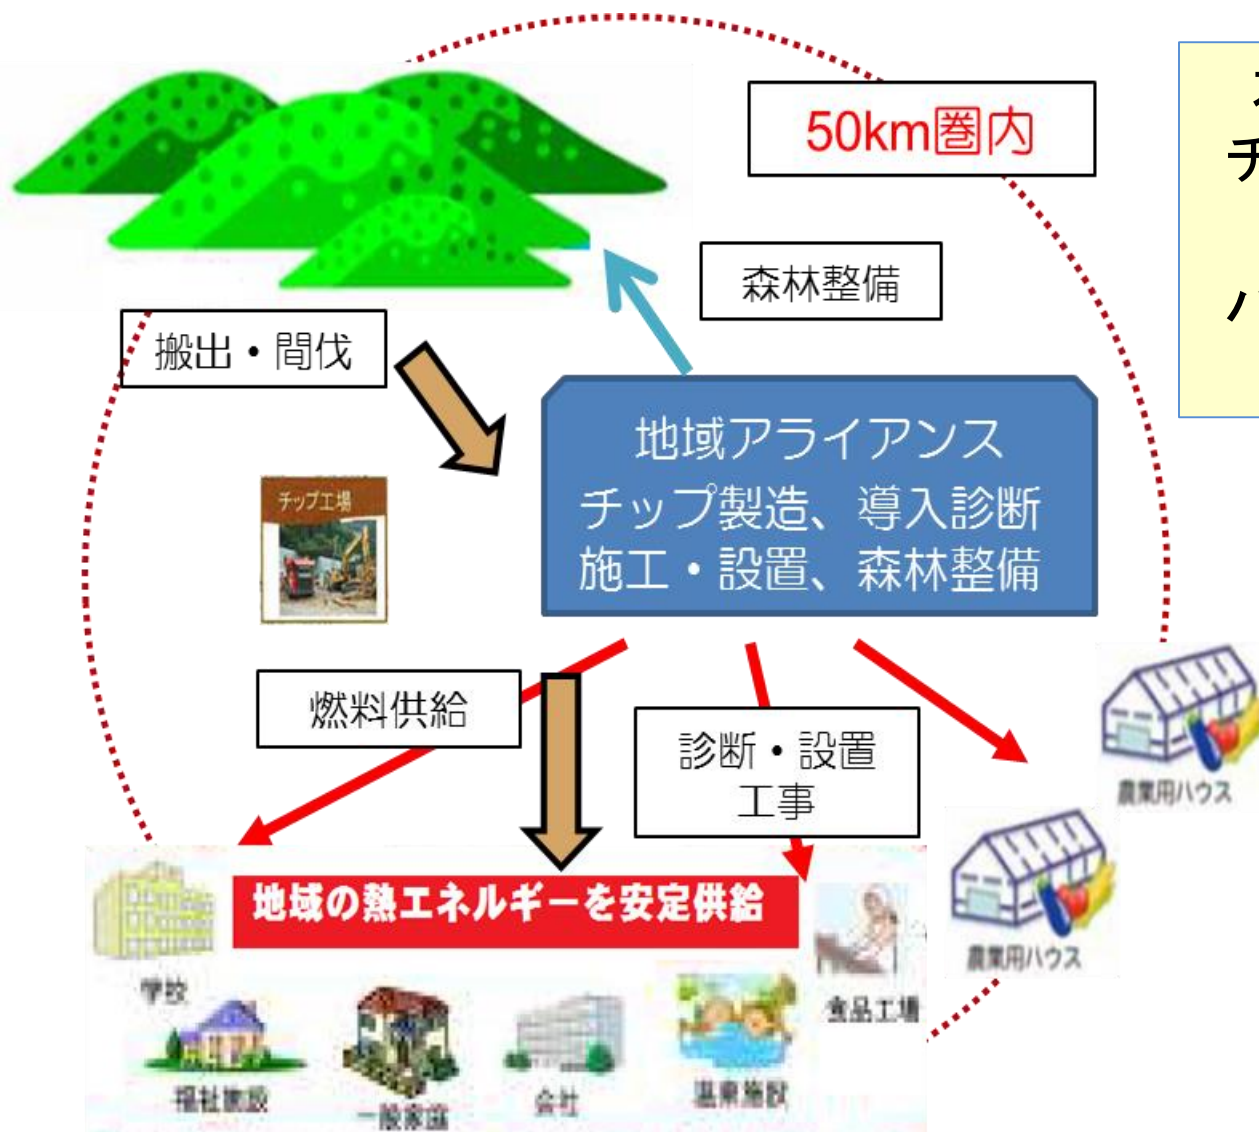 50km圏内
チ
森林整備
搬出・間伐
地域アライアンス
チップ製造、導入診断
施工・設置、森林整備
チップ工場
燃料供給
診断・設置
工事
農業用ハウス
農業用ハウス
地域の熱エネルギーを安定供給
学校
食品工場
福祉施設
一般家庭
会社
温泉施設